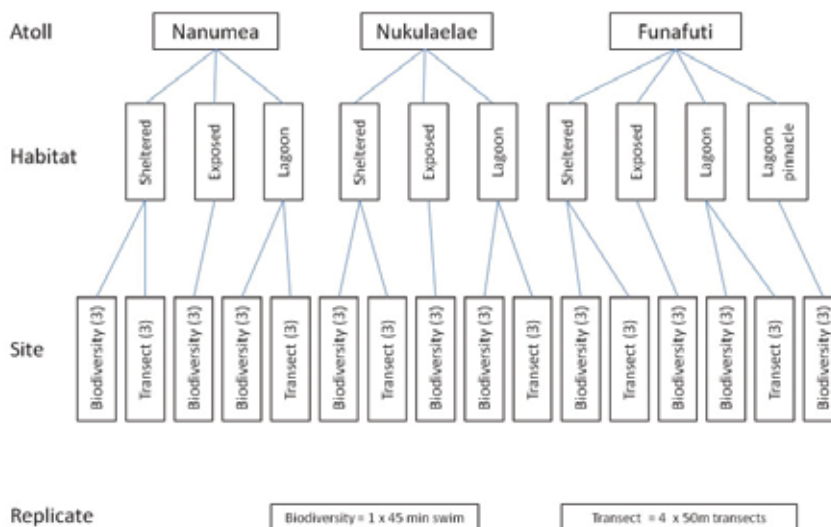 Atoll Nanumea Nukulaelae Funafuti
Habitat Sheltered Exposed Lagoon Sheltered Exposed Lagoon Sheltered Exposed Lagoon Lagoon pinnacle
Site Biodiversity (3) Transect (3) Biodiversity (3) Biodiversity (3) Transect (3) Biodiversity (3) Transect (3) Biodiversity (3) Biodiversity (3) Transect (3) Biodiversity (3) Transect (3) Biodiversity (3) Biodiversity (3) Transect (3) Biodiversity (3)
Replicate Biodiversity = 1 x 45 min swim Transect = 4 x 50m transects